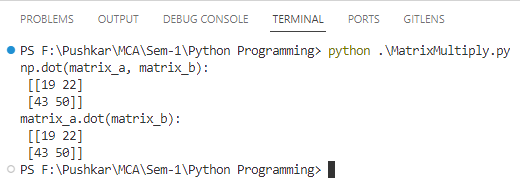 PROBLEMS OUTPUT DEBUG CONSOLE TERMINAL PORTS GITLENS
PS F:\Pushkar\MCA\Sem-1\Python Programming> python .\MatrixMultiply.py
np.dot(matrix_a, matrix_b):
 [[19 22]
 [43 50]]
matrix_a.dot(matrix_b):
 [[19 22]
 [43 50]]
PS F:\Pushkar\MCA\Sem-1\Python Programming>